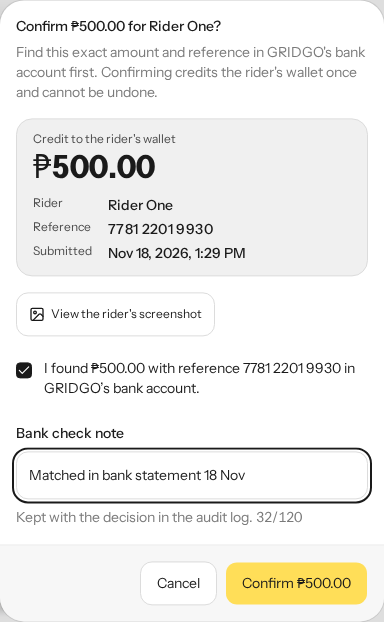 Confirm ₱500.00 for Rider One?
Find this exact amount and reference in GRIDGO's bank
account first. Confirming credits the rider's wallet once
and cannot be undone.
Credit to the rider's wallet
₱500.00
Rider Rider One
Reference 7781 2201 9930
Submitted Nov 18, 2026, 1:29 PM
View the rider's screenshot
I found ₱500.00 with reference 7781 2201 9930 in
GRIDGO's bank account.
Bank check note
Matched in bank statement 18 Nov
Kept with the decision in the audit log. 32/120
Cancel Confirm ₱500.00